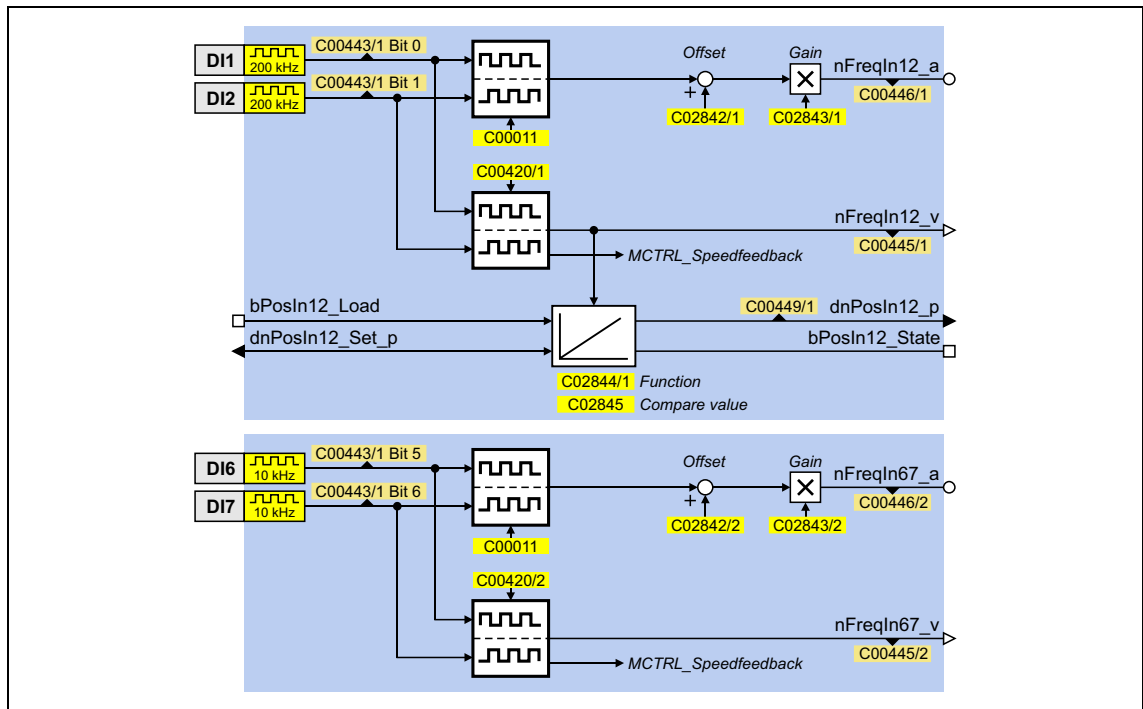 C00443/1 Bit 0
DI1
200 kHz
Offset
Gain
nFreqIn12_a
C00443/1 Bit 1
DI2
200 kHz
+
C00446/1
C02842/1
C02843/1
C00011
C00420/1
nFreqIn12_v
C00445/1
MCTRL_Speedfeedback
bPosIn12_Load
C00449/1
dnPosIn12_p
dnPosIn12_Set_p
bPosIn12_State
C02844/1 Function
C02845 Compare value
C00443/1 Bit 5
DI6
10 kHz
Offset
Gain
nFreqIn67_a
C00443/1 Bit 6
DI7
10 kHz
+
C00446/2
C02842/2
C02843/2
C00011
C00420/2
nFreqIn67_v
C00445/2
MCTRL_Speedfeedback